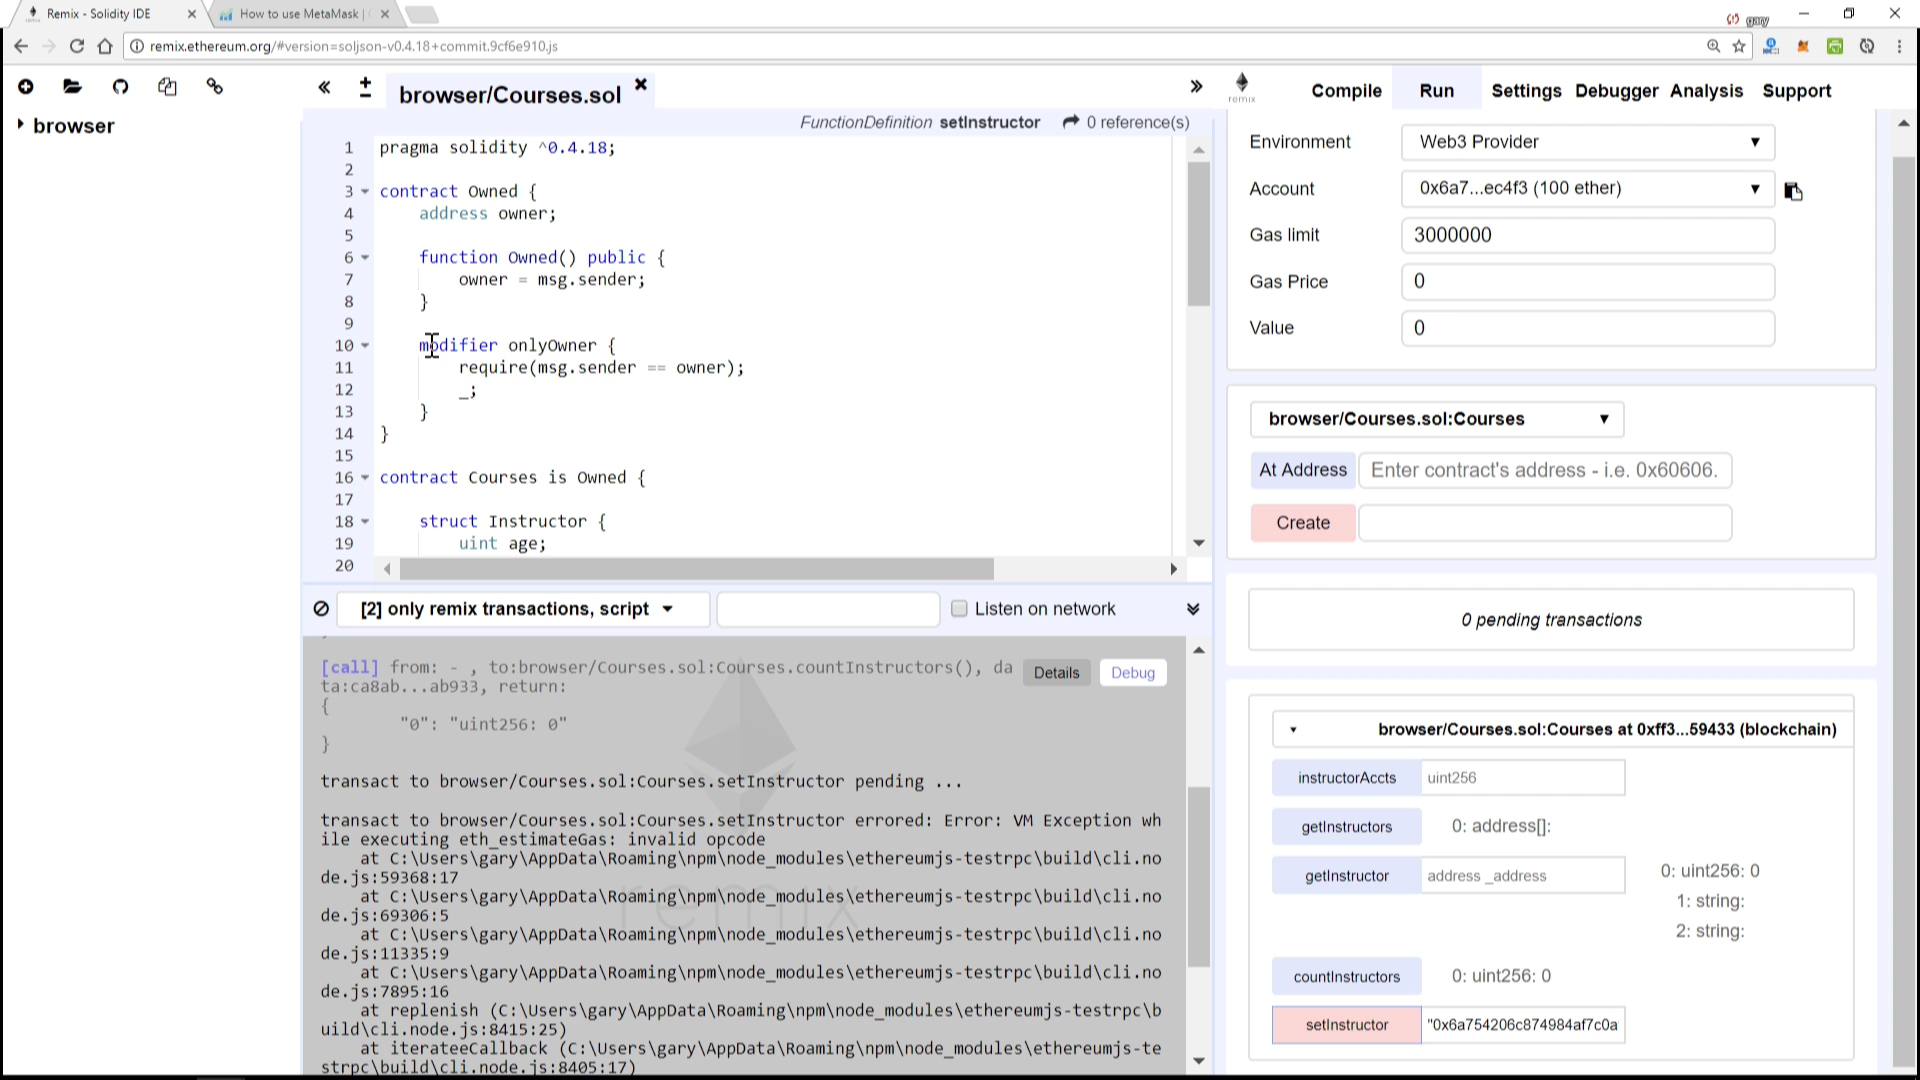 Remix - Solidity IDE
How to use MetaMask |
gary
remix.ethereum.org/#version=soljson-v0.4.18+commit.9cf6e910.js
browser
browser/Courses.sol
FunctionDefinition setInstructor 0 reference(s)
1 pragma solidity ^0.4.18;
2
3 contract Owned {
4 address owner;
5
6 function Owned() public {
7 owner = msg.sender;
8 }
9
10 modifier onlyOwner {
11 require(msg.sender == owner);
12 _;
13 }
14 }
15
16 contract Courses is Owned {
17
18 struct Instructor {
19 uint age;
20
[2] only remix transactions, script
Listen on network
[call] from: - , to:browser/Courses.sol:Courses.countInstructors(), da
ta:ca8ab...ab933, return:
{
"0": "uint256: 0"
}
Details Debug
transact to browser/Courses.sol:Courses.setInstructor pending ...
transact to browser/Courses.sol:Courses.setInstructor errored: Error: VM Exception wh
ile executing eth_estimateGas: invalid opcode
at C:\Users\gary\AppData\Roaming\npm\node_modules\ethereumjs-testrpc\build\cli.no
de.js:59368:17
at C:\Users\gary\AppData\Roaming\npm\node_modules\ethereumjs-testrpc\build\cli.no
de.js:69306:5
at C:\Users\gary\AppData\Roaming\npm\node_modules\ethereumjs-testrpc\build\cli.no
de.js:11335:9
at C:\Users\gary\AppData\Roaming\npm\node_modules\ethereumjs-testrpc\build\cli.no
de.js:7895:16
at replenish (C:\Users\gary\AppData\Roaming\npm\node_modules\ethereumjs-testrpc\b
uild\cli.node.js:8415:25)
at iterateeCallback (C:\Users\gary\AppData\Roaming\npm\node_modules\ethereumjs-te
strpc\build\cli.node.js:8405:17)
remix
remix
Compile Run Settings Debugger Analysis Support
Environment Web3 Provider
Account 0x6a7...ec4f3 (100 ether)
Gas limit 3000000
Gas Price 0
Value 0
browser/Courses.sol:Courses
At Address Enter contract's address - i.e. 0x60606.
Create
0 pending transactions
browser/Courses.sol:Courses at 0xff3...59433 (blockchain)
instructorAccts uint256
getInstructors 0: address[]:
getInstructor address _address 0: uint256: 0
1: string:
2: string:
countInstructors 0: uint256: 0
setInstructor "0x6a754206c874984af7c0a